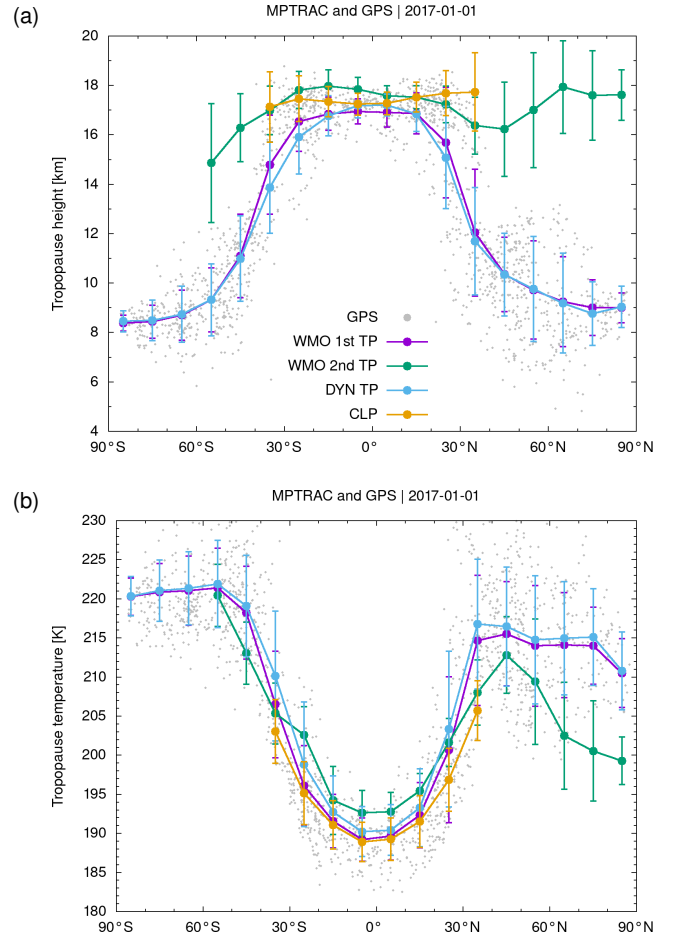 (a)
MPTRAC and GPS | 2017-01-01
Tropopause height [km]
20
18
16
14
12
10
8
6
4
GPS
WMO 1st TP
WMO 2nd TP
DYN TP
CLP
90°S 60°S 30°S 0° 30°N 60°N 90°N
(b)
MPTRAC and GPS | 2017-01-01
Tropopause temperature [K]
230
225
220
215
210
205
200
195
190
185
180
90°S 60°S 30°S 0° 30°N 60°N 90°N